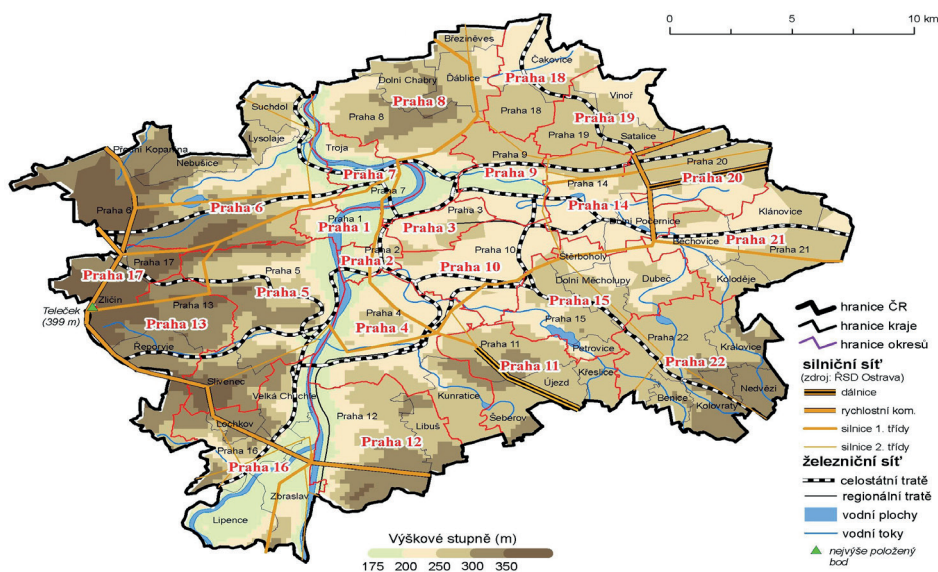 0 5 10 km
Březiněves
Čakovice
Ďáblice
Praha 18
Dolní Chabry
Praha 8
Vinoř
Suchdol
Praha 8
Praha 18
Praha 19
Lysolaje
Praha 19
Satalice
Přední Kopanina
Nebušice
Troja
Praha 9
Praha 20
Praha 7
Praha 9
Praha 20
Praha 7
Praha 14
Praha 6
Praha 14
Praha 6
Praha 1
Praha 3
Klánovice
Praha 1
Praha 3
Dolní Počernice
Praha 21
Běchovice
Praha 21
Praha 2
Praha 10
Štěrboholy
Praha 17
Praha 17
Praha 5
Praha 2
Praha 10
Dolní Měcholupy
Dubeč
Koloděje
Teleček
(399 m)
Zličín
Praha 13
Praha 5
Praha 15
Praha 13
Praha 4
Praha 4
Praha 15
Praha 22
Královice
Řeporyje
Praha 11
Petrovice
Praha 11
Křeslice
Praha 22
Nedvězí
Slivenec
Velká Chuchle
Kunratice
Újezd
Benice
Kolovraty
Lochkov
Praha 12
Šeberov
Libuš
Praha 12
Praha 16
Praha 16
Zbraslav
Lipence
hranice ČR
hranice kraje
hranice okresů
silniční síť
(zdroj: ŘSD Ostrava)
dálnice
rychlostní kom.
silnice 1. třídy
silnice 2. třídy
železniční síť
celostátní tratě
regionální tratě
vodní plochy
vodní toky
nejvýše položený
bod
Výškové stupně (m)
175 200 250 300 350